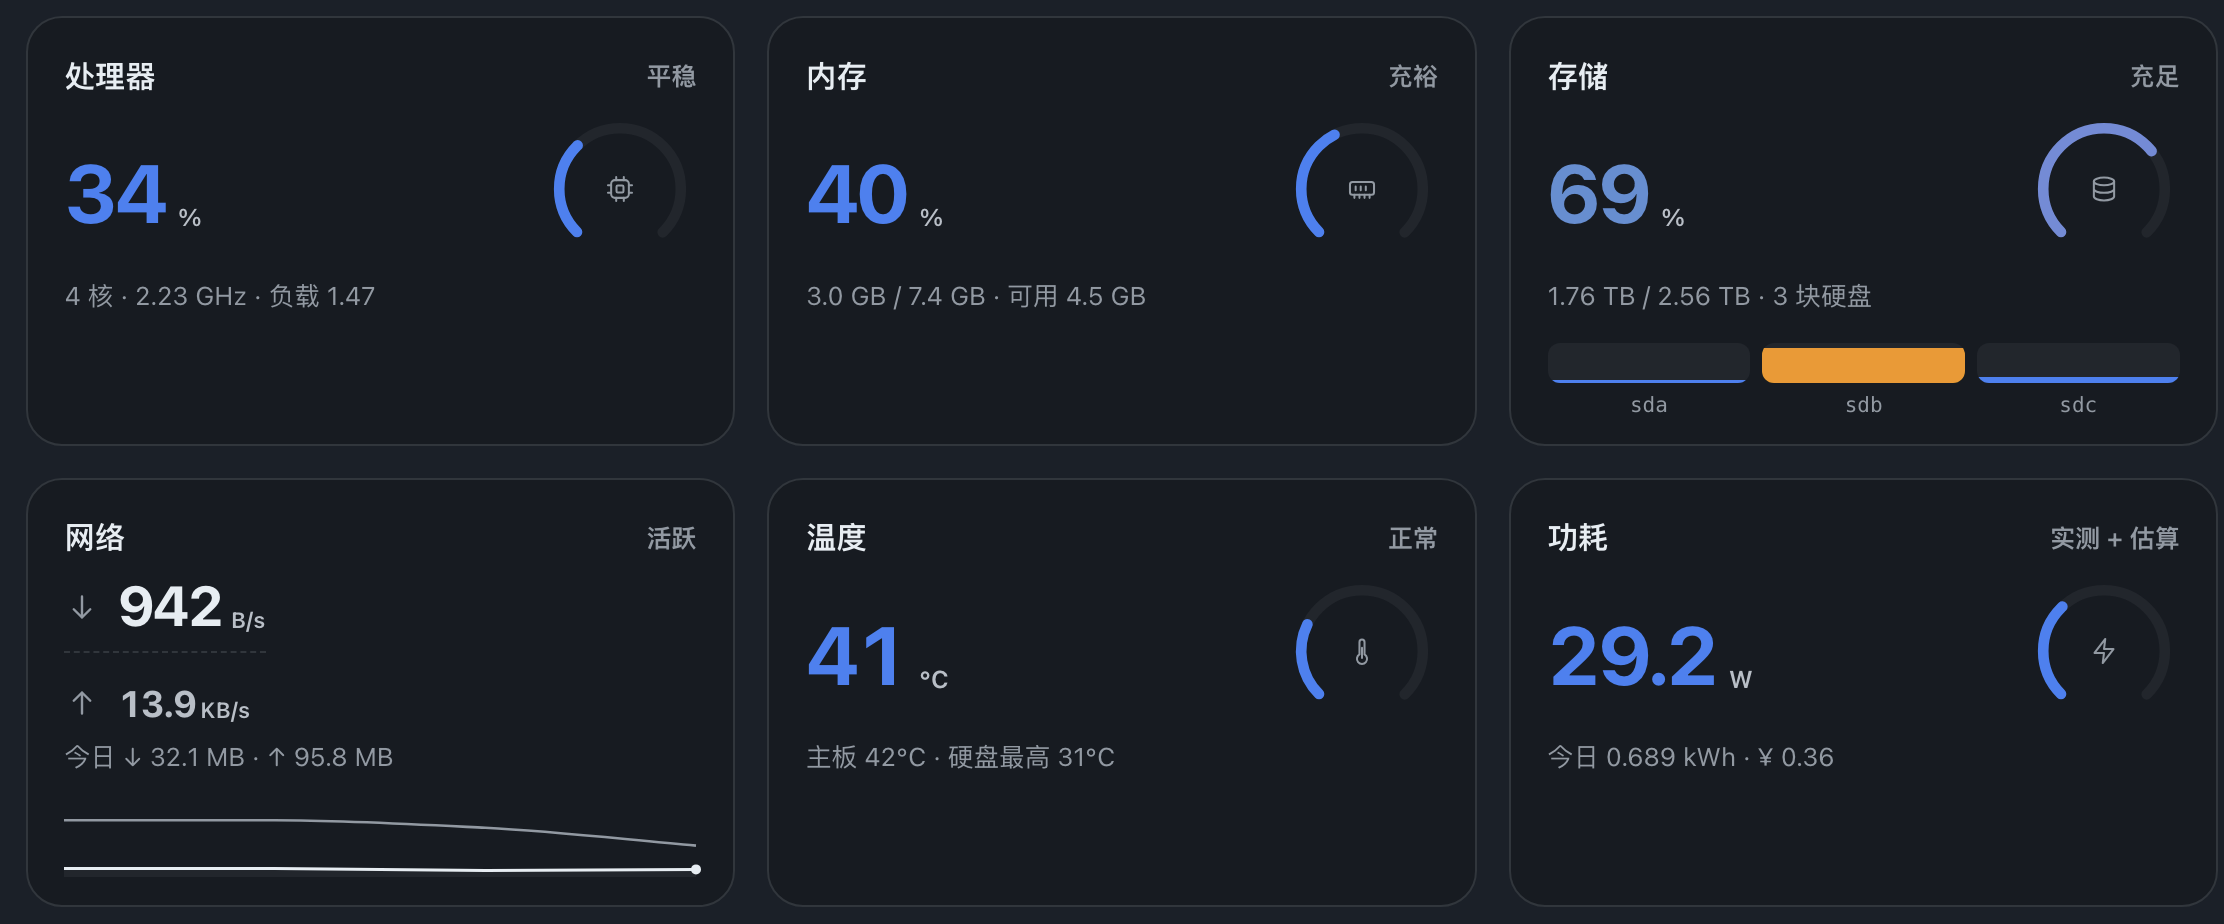 处理器 平稳
34 %
4 核 · 2.23 GHz · 负载 1.47
内存 充裕
40 %
3.0 GB / 7.4 GB · 可用 4.5 GB
存储 充足
69 %
1.76 TB / 2.56 TB · 3 块硬盘
sda sdb sdc
网络 活跃
↓ 942 B/s
↑ 13.9 KB/s
今日 ↓ 32.1 MB · ↑ 95.8 MB
温度 正常
41 °C
主板 42°C · 硬盘最高 31°C
功耗 实测 + 估算
29.2 W
今日 0.689 kWh · ¥ 0.36